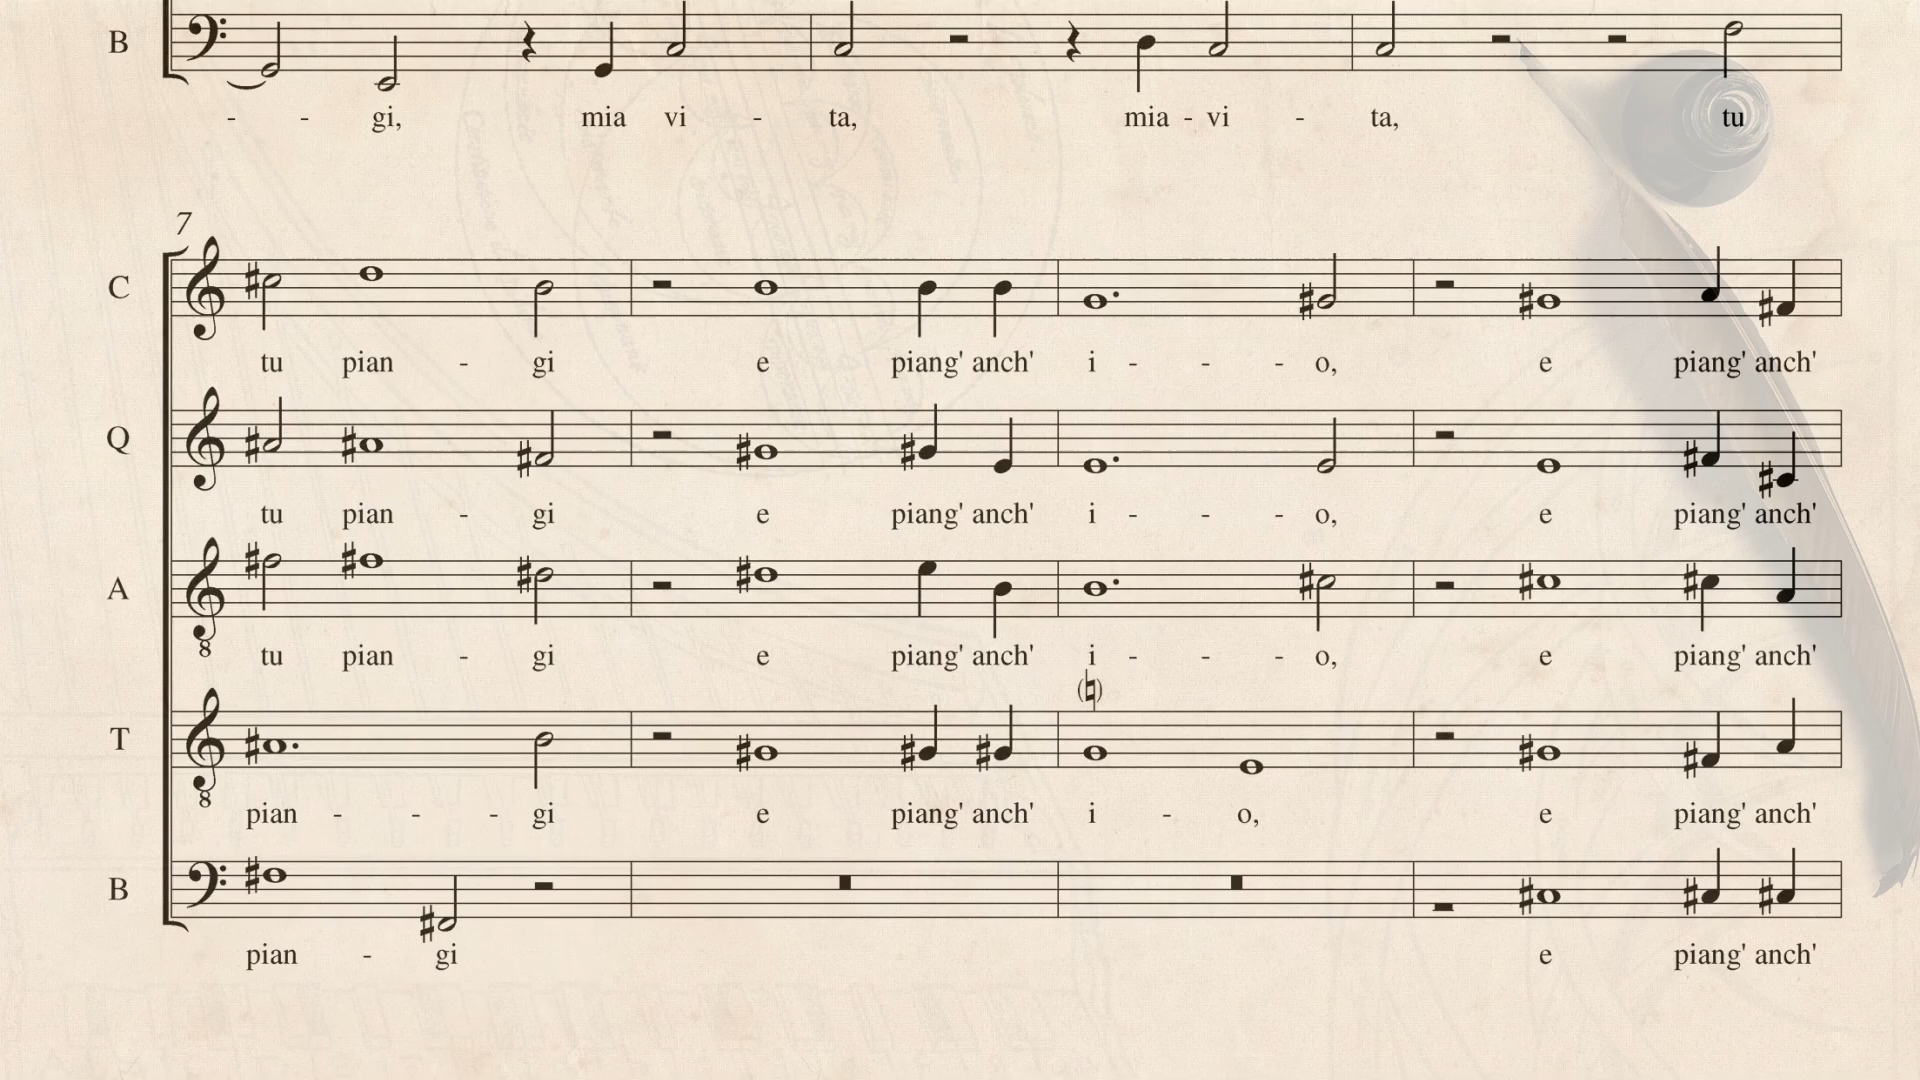 B
- - gi, mia vi - ta, mia - vi - ta, tu
7
C
tu pian - gi e piang' anch' i - - - o, e piang' anch'
Q
tu pian - gi e piang' anch' i - - - o, e piang' anch'
A
8
tu pian - gi e piang' anch' i - - - o, e piang' anch'
T
8
pian - - - gi e piang' anch' i - o, e piang' anch'
B
pian - gi e piang' anch'